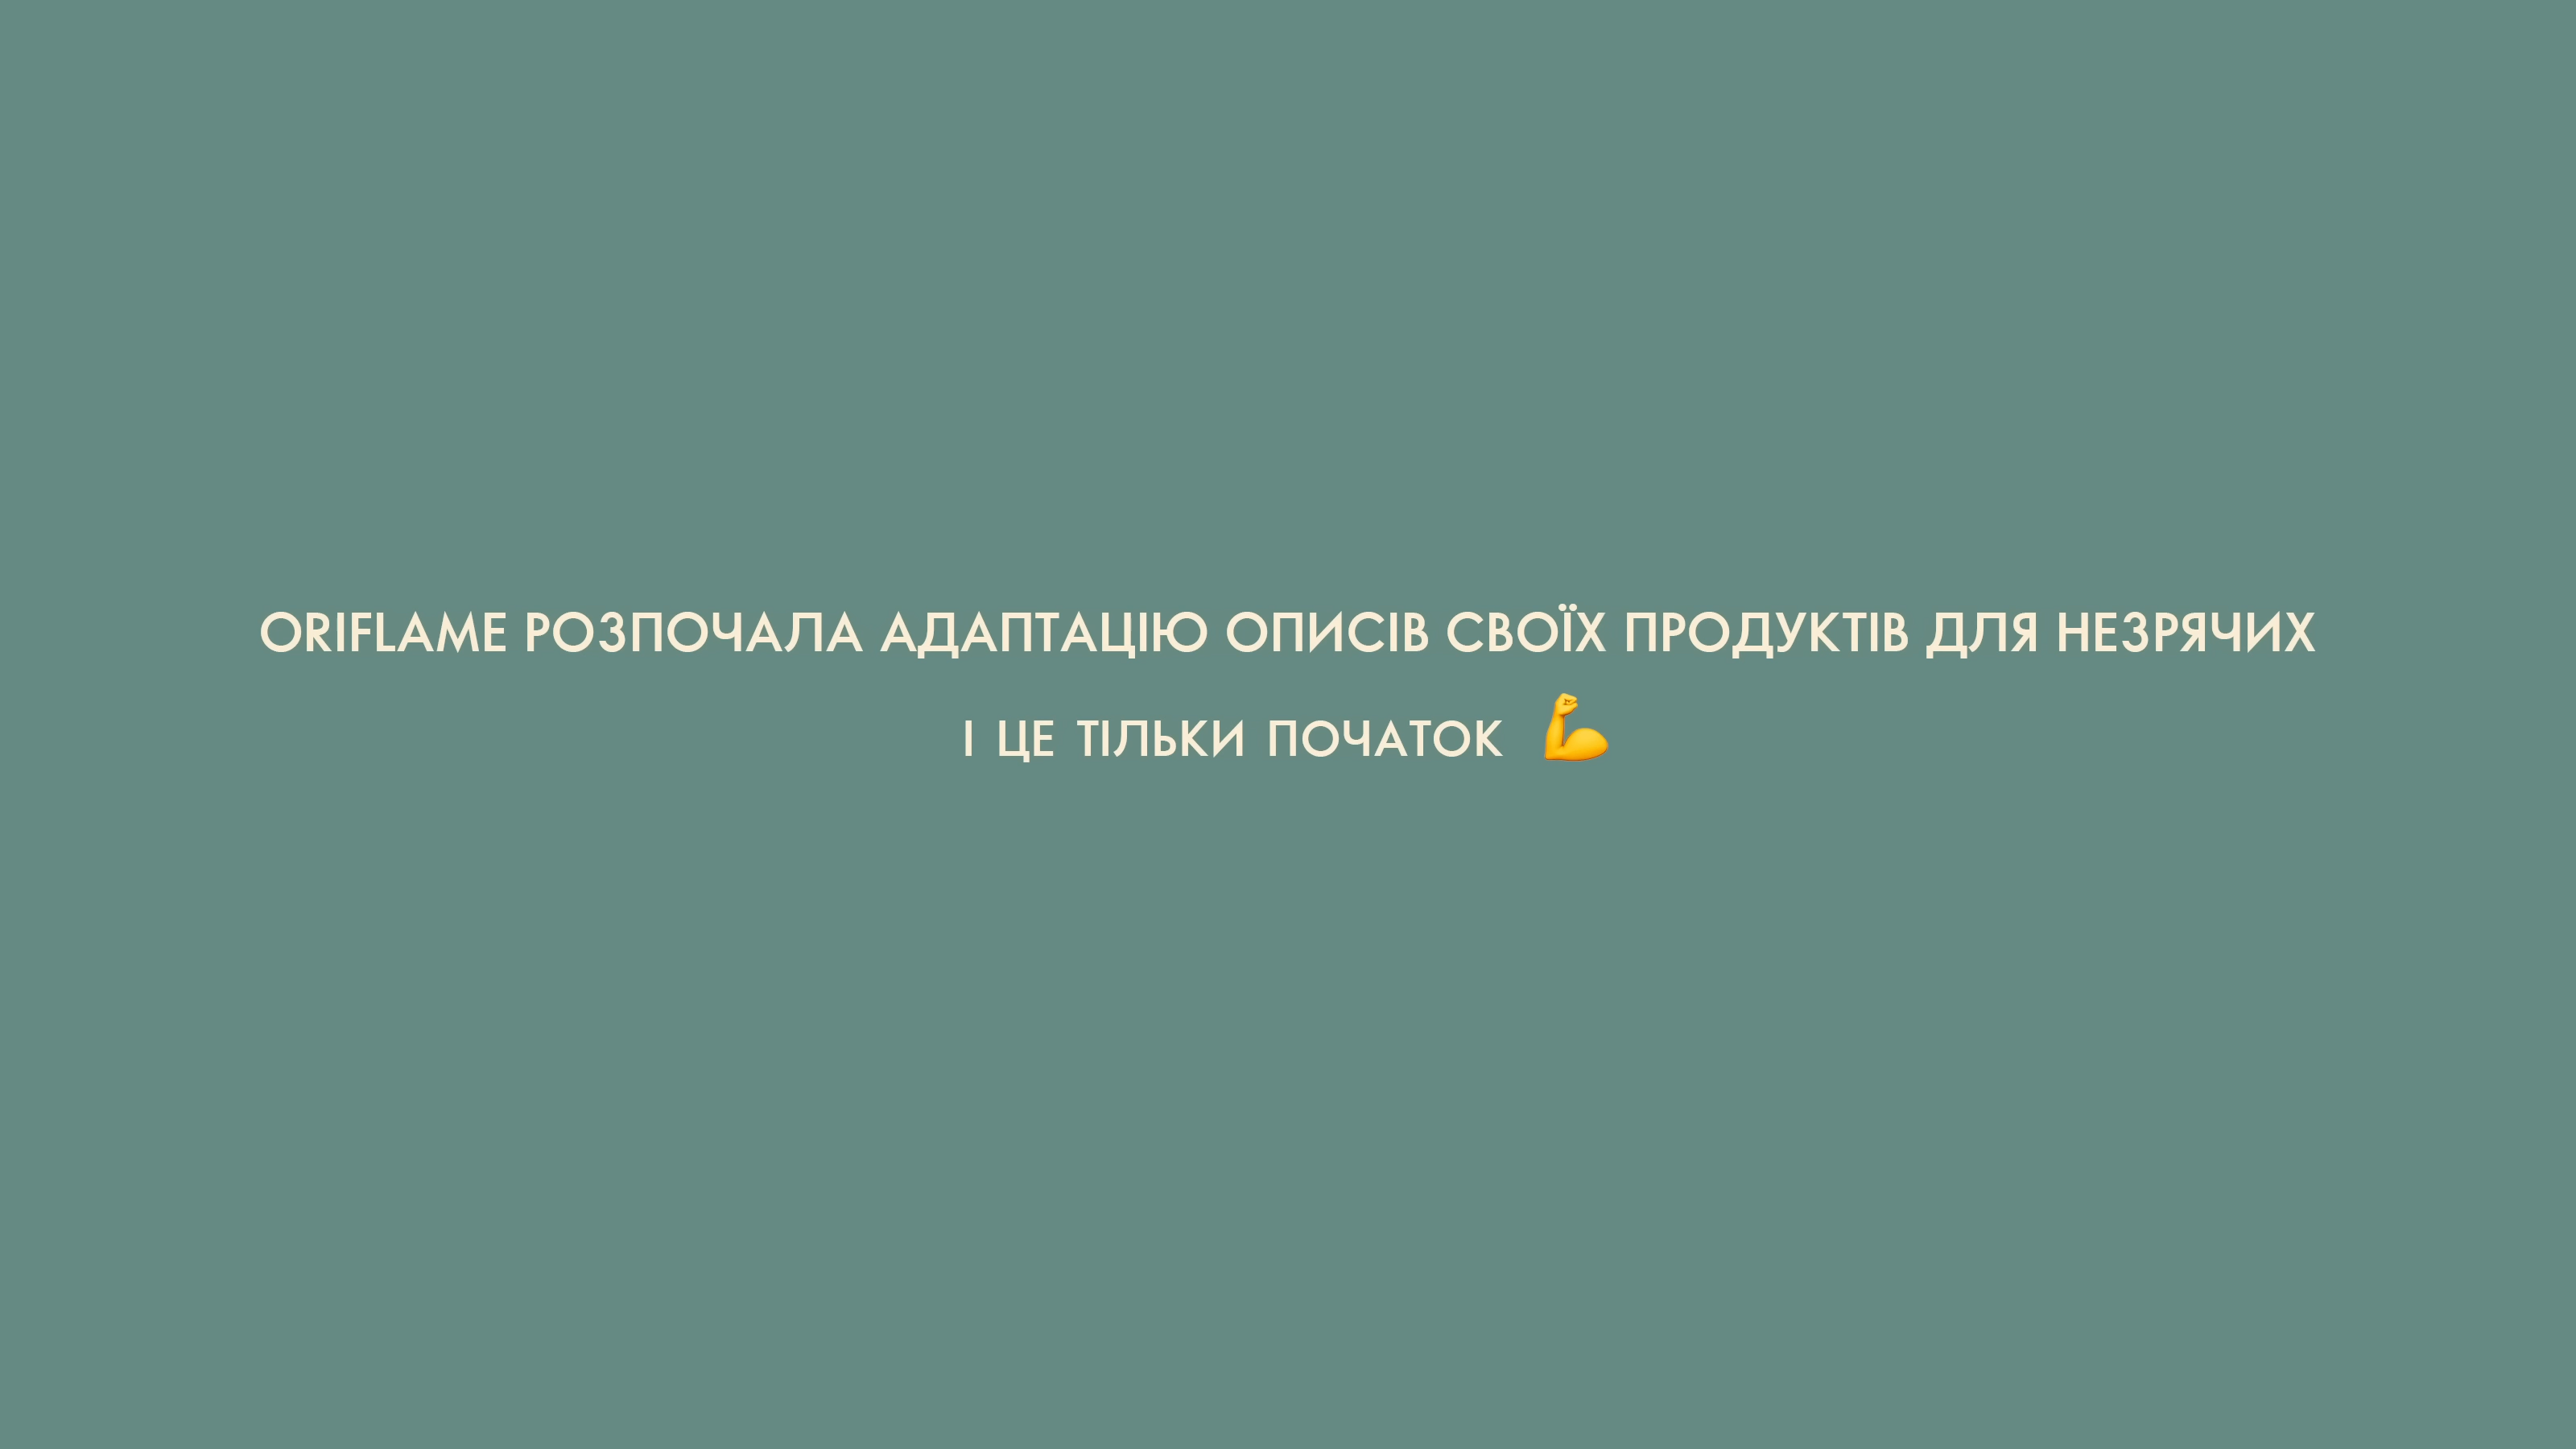 ORIFLAME РОЗПОЧАЛА АДАПТАЦІЮ ОПИСІВ СВОЇХ ПРОДУКТІВ ДЛЯ НЕЗРЯЧИХ
І ЦЕ ТІЛЬКИ ПОЧАТОК 💪